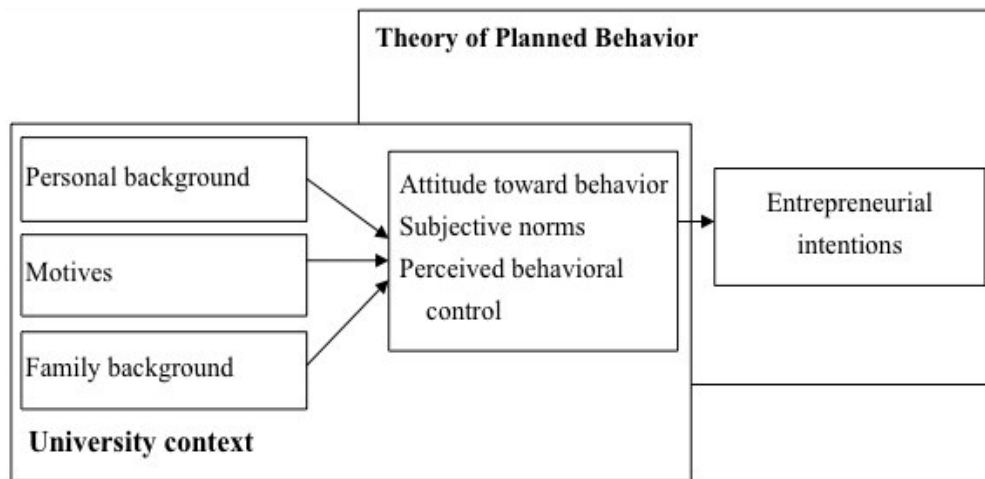 Theory of Planned Behavior
Personal background
Motives
Family background
University context
Attitude toward behavior
Subjective norms
Perceived behavioral
control
Entrepreneurial
intentions